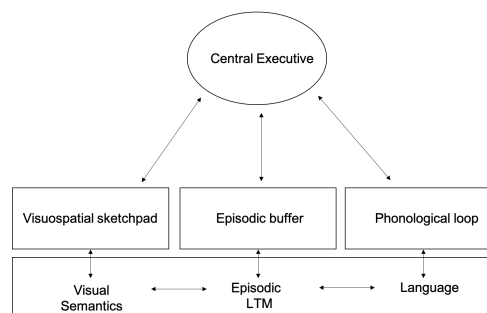 Central Executive
Visuospatial sketchpad
Episodic buffer
Phonological loop
Visual
Semantics
Episodic
LTM
Language